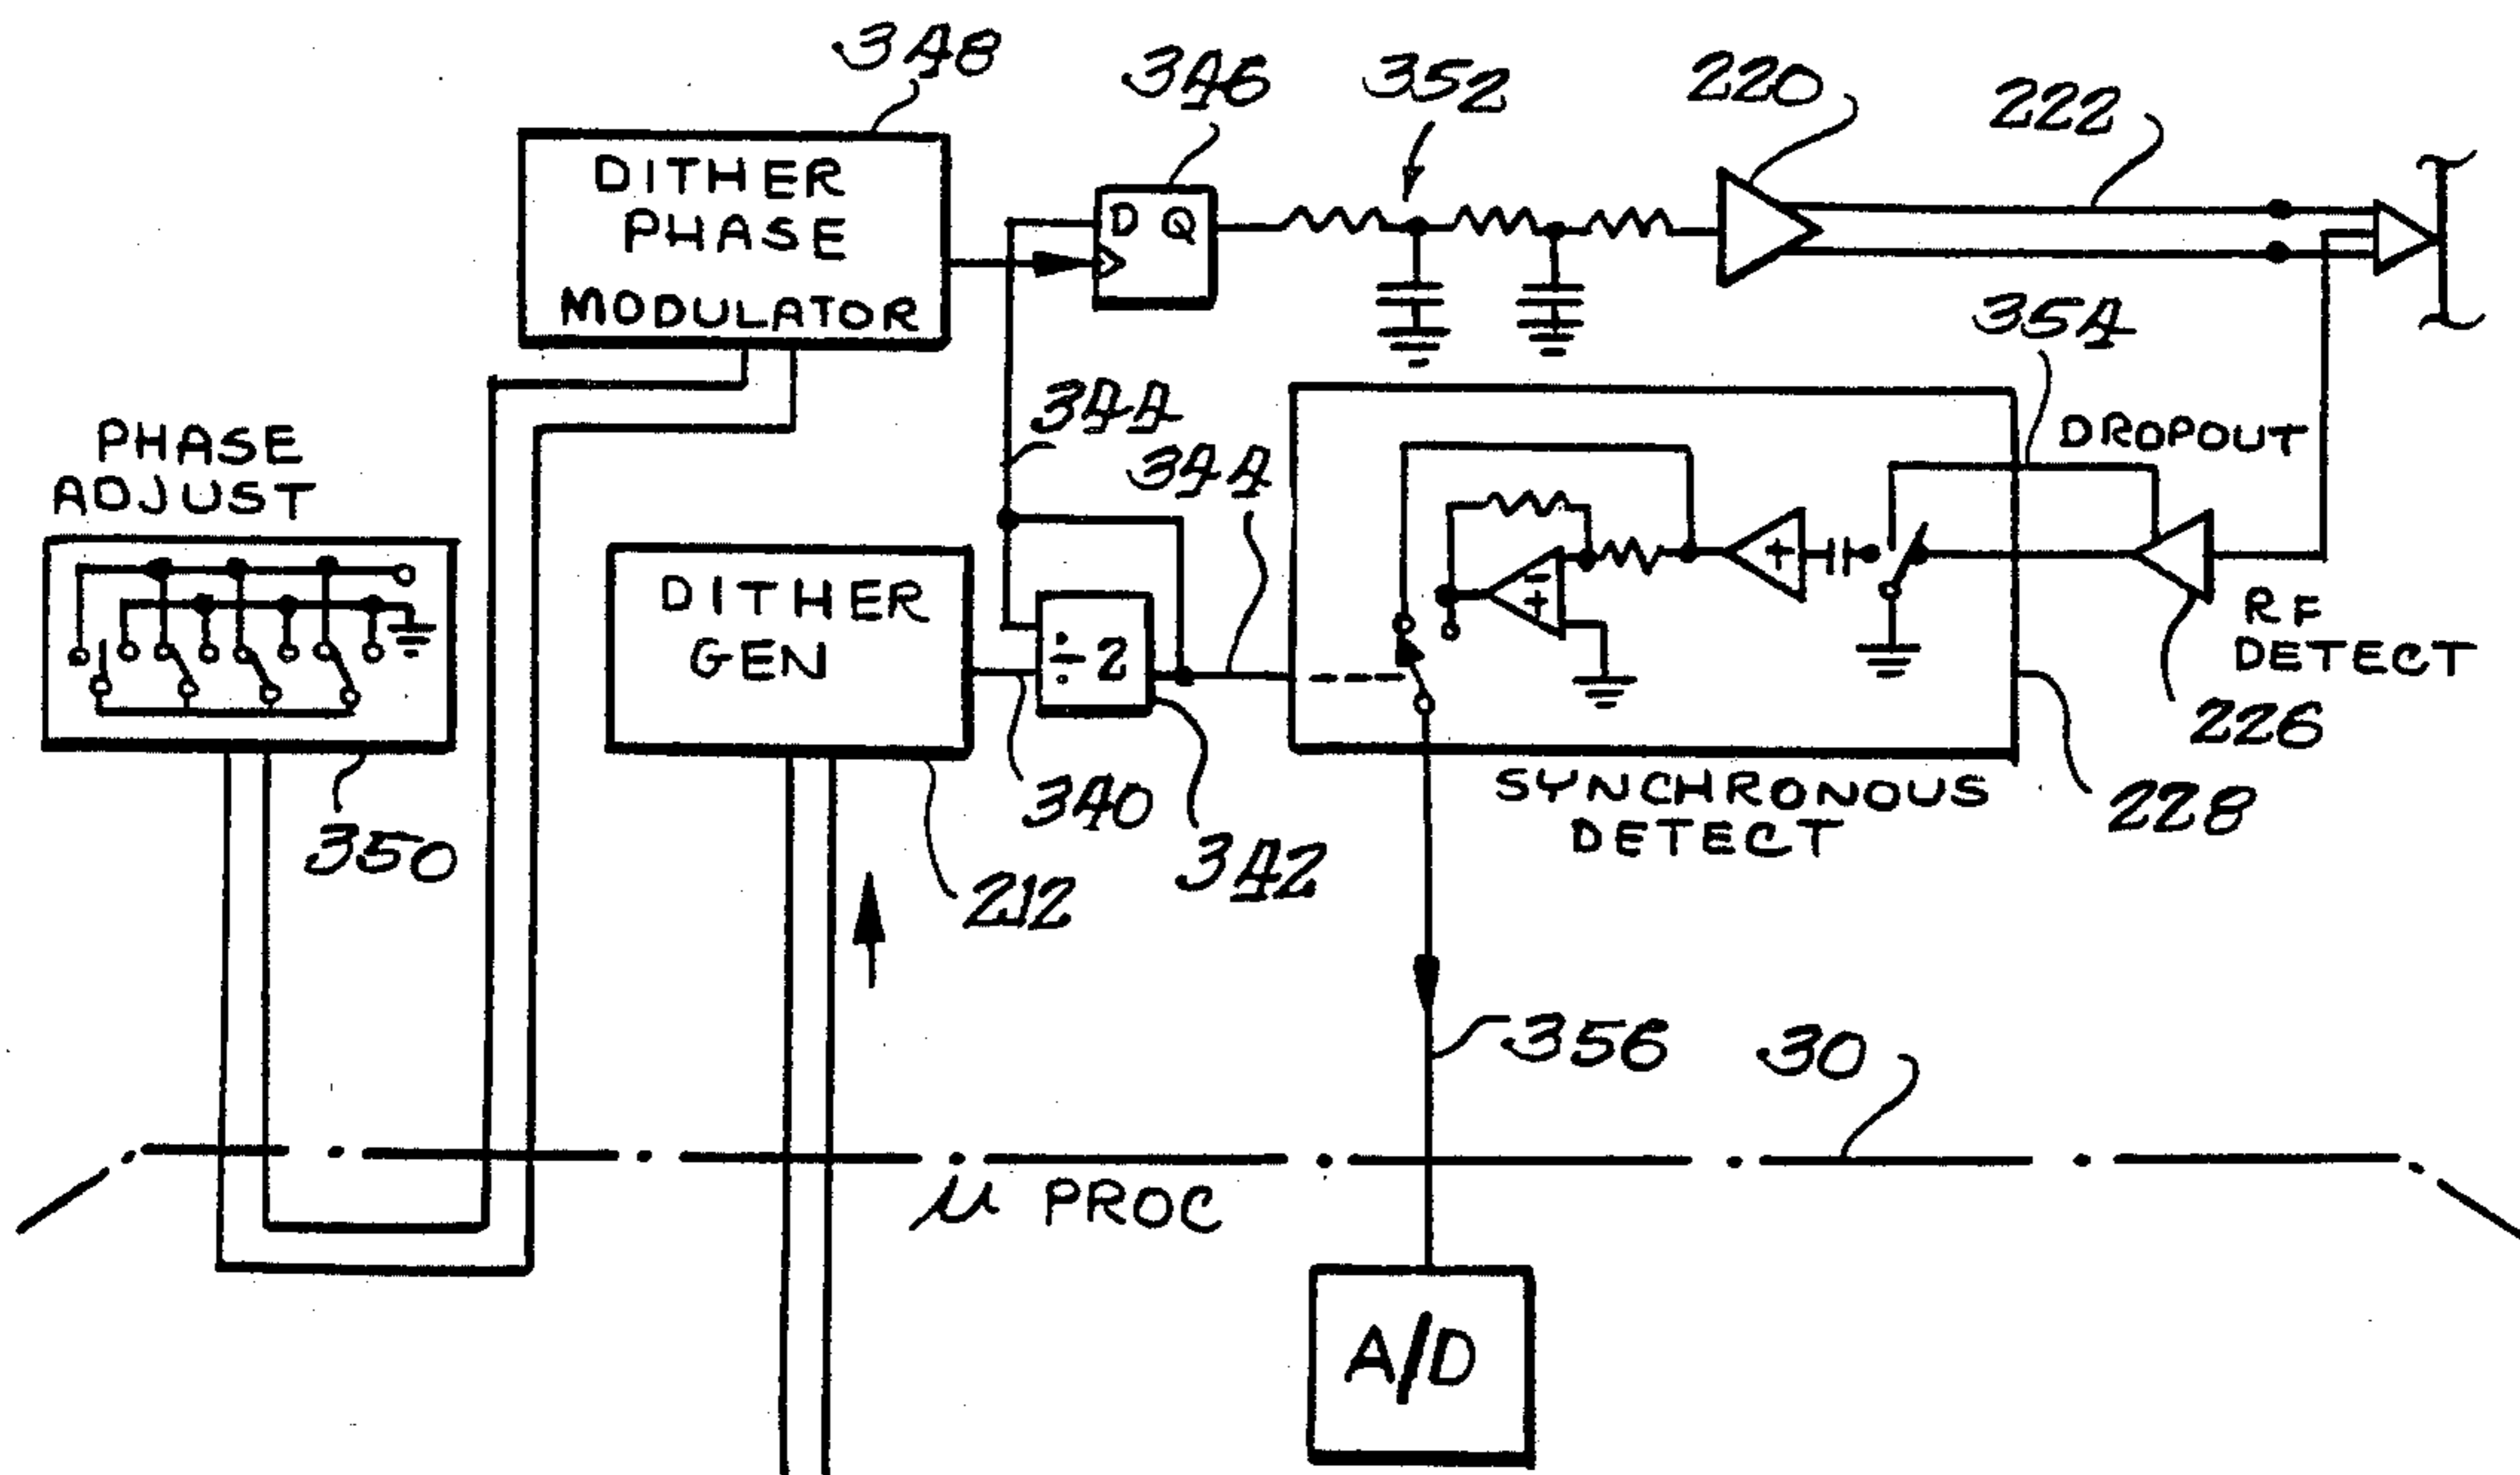 348
346
352
220
222
DITHER
PHASE
MODULATOR
D Q
354
344
344
DROPOUT
PHASE
ADJUST
DITHER
GEN
÷ 2
+
-
+
RF
DETECT
226
340
342
350
212
SYNCHRONOUS
DETECT
228
356
30
μ PROC
A/D